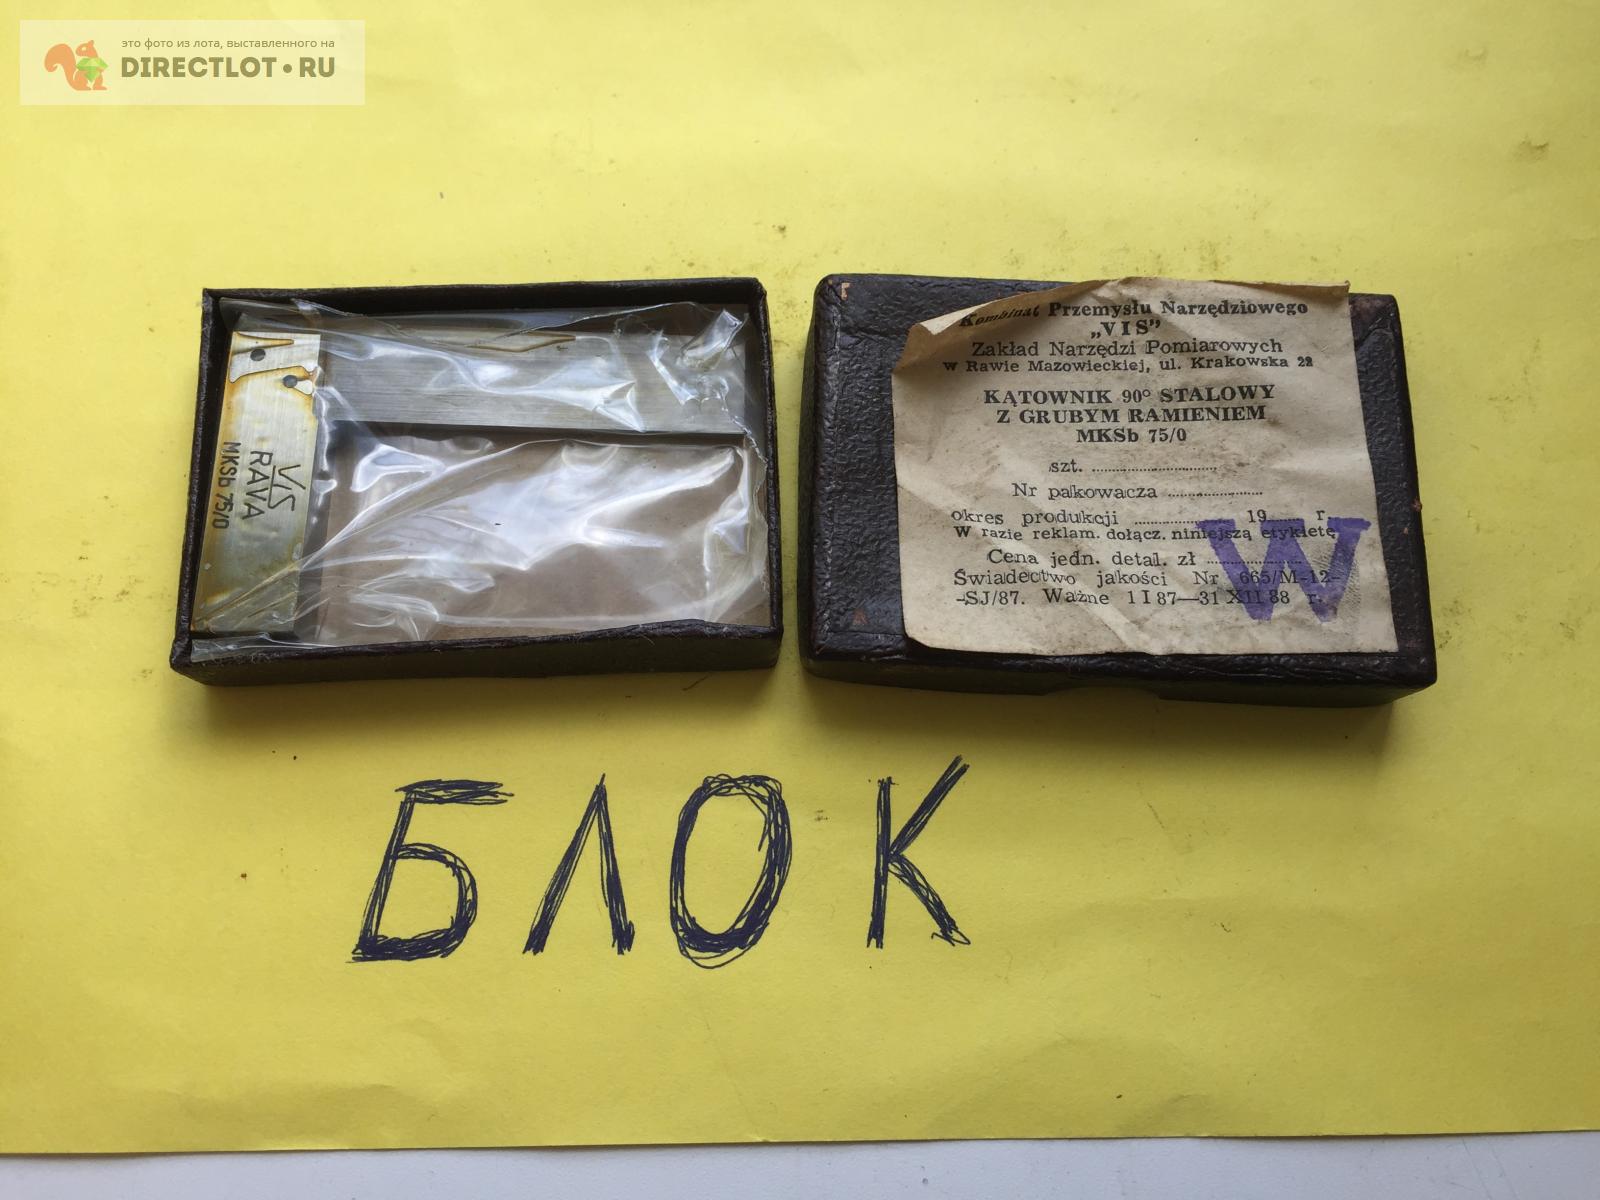 это фото из лота, выставленного на
DIRECTLOT•RU
VIS
RAVA
MKSb 75/0
Kombinat Przemysłu Narzędziowego
„VIS”
Zakład Narzędzi Pomiarowych
w Rawie Mazowieckiej, ul. Krakowska 22
KĄTOWNIK 90° STALOWY
Z GRUBYM RAMIENIEM
MKSb 75/0
szt. ....................
Nr pakowacza ...............
okres produkcji ............... 19...... r.
W razie reklam. dołącz. niniejszą etykietę
Cena jedn. detal. zł ....................
Świadectwo jakości Nr 665/M-12-
-SJ/87. Ważne 1 I 87—31 XII 88 r.
W
БЛОК